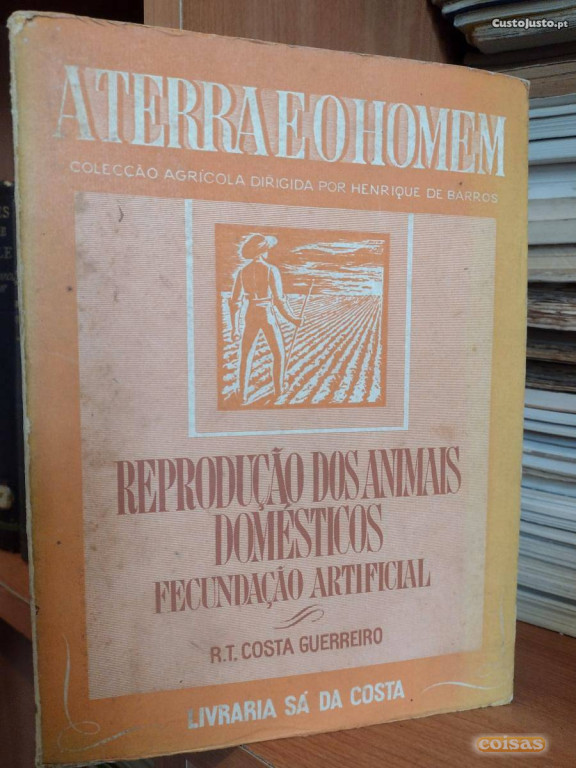 CustoJusto.pt
A TERRA E O HOMEM
COLECÇÃO AGRÍCOLA DIRIGIDA POR HENRIQUE DE BARROS
REPRODUÇÃO DOS ANIMAIS
DOMÉSTICOS
FECUNDAÇÃO ARTIFICIAL
R.T. COSTA GUERREIRO
LIVRARIA SÁ DA COSTA
coisas